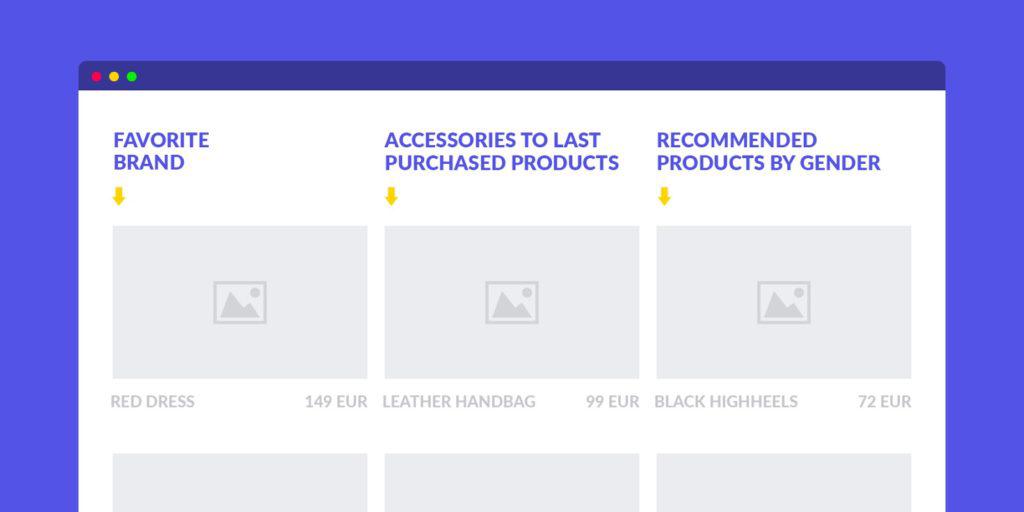 FAVORITE
BRAND
ACCESSORIES TO LAST
PURCHASED PRODUCTS
RECOMMENDED
PRODUCTS BY GENDER
RED DRESS 149 EUR
LEATHER HANDBAG 99 EUR
BLACK HIGHHEELS 72 EUR